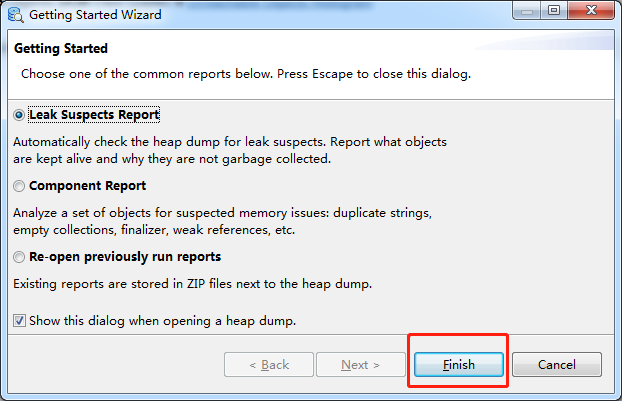 Getting Started Wizard
Getting Started
Choose one of the common reports below. Press Escape to close this dialog.
Leak Suspects Report
Automatically check the heap dump for leak suspects. Report what objects
are kept alive and why they are not garbage collected.
Component Report
Analyze a set of objects for suspected memory issues: duplicate strings,
empty collections, finalizer, weak references, etc.
Re-open previously run reports
Existing reports are stored in ZIP files next to the heap dump.
Show this dialog when opening a heap dump.
< Back Next > Finish Cancel